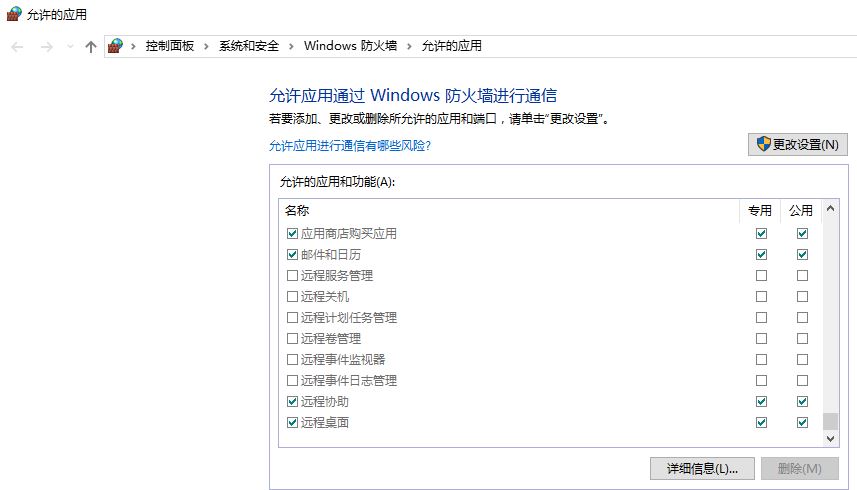 允许的应用
控制面板 › 系统和安全 › Windows 防火墙 › 允许的应用
允许应用通过 Windows 防火墙进行通信
若要添加、更改或删除所允许的应用和端口，请单击"更改设置"。
允许应用进行通信有哪些风险?
更改设置(N)
允许的应用和功能(A):
名称 专用 公用
应用商店购买应用
邮件和日历
远程服务管理
远程关机
远程计划任务管理
远程卷管理
远程事件监视器
远程事件日志管理
远程协助
远程桌面
详细信息(L)... 删除(M)